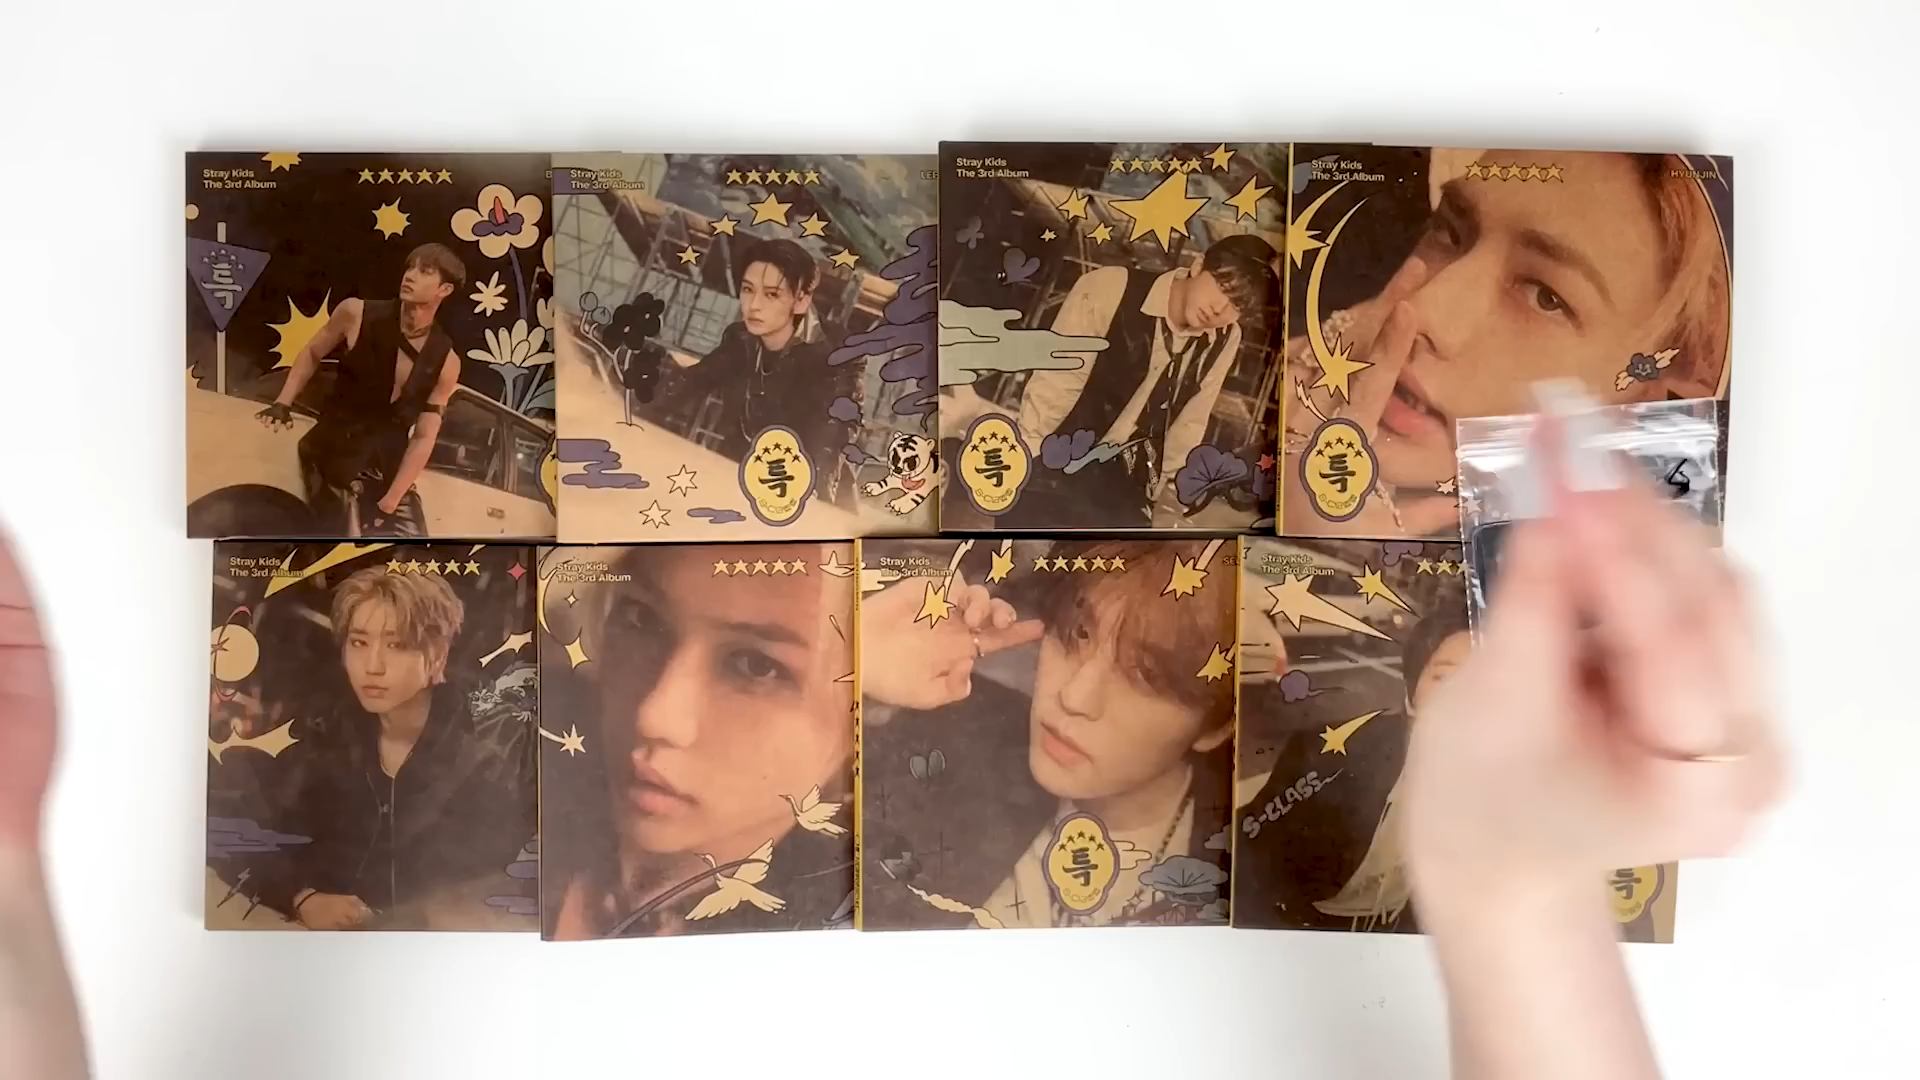 Stray Kids
The 3rd Album
★★★★★
특
Stray Kids
The 3rd Album
★★★★★
특
Stray Kids
The 3rd Album
★★★★★
특
Stray Kids
The 3rd Album
★★★★★
HYUNJIN
특
Stray Kids
The 3rd Album
★★★★★
Stray Kids
The 3rd Album
★★★★★
Stray Kids
The 3rd Album
★★★★★
특
Stray Kids
The 3rd Album
S-CLASS
특